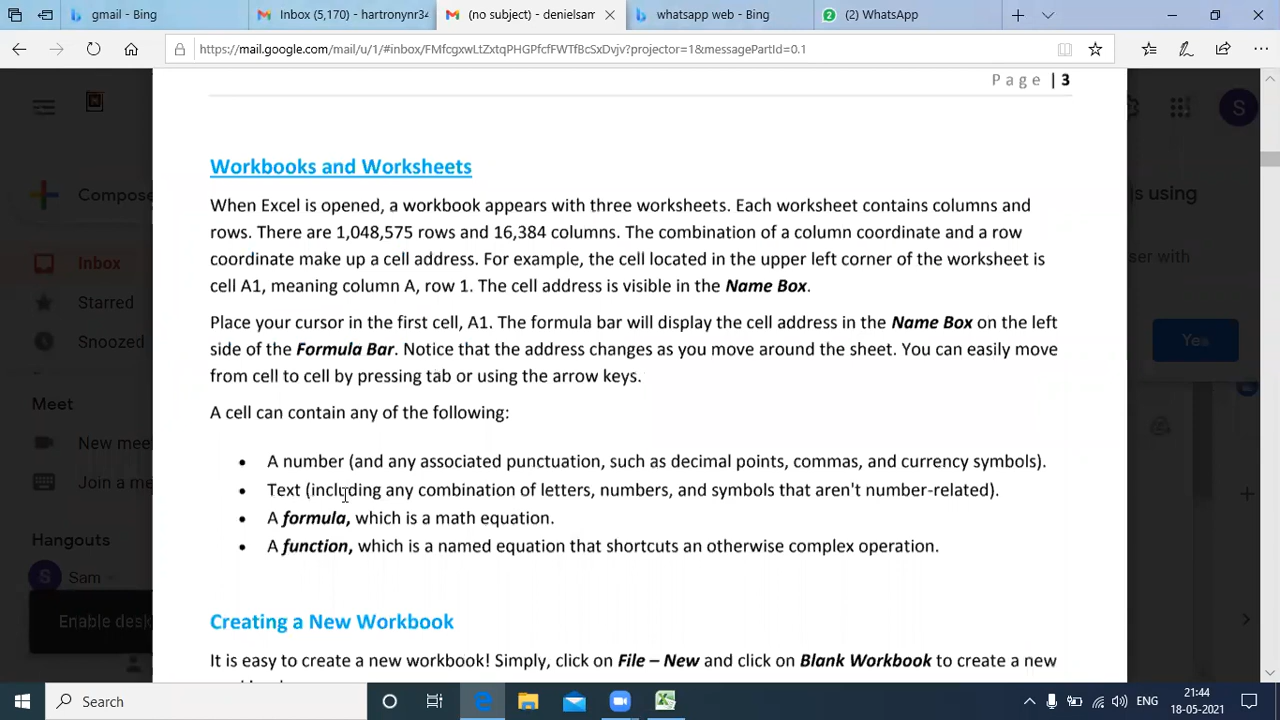 gmail - Bing
Inbox (5,170) - hartronynr34
(no subject) - denielsam
whatsapp web - Bing
2
(2) WhatsApp
https://mail.google.com/mail/u/1/#inbox/FMfcgxwLtZxtqPHGPfcfFWTfBcSxDvjv?projector=1&messagePartId=0.1
Page | 3
M
S
Compose
Inbox
Starred
Snoozed
Meet
New mee
Join a m
Hangouts
Sam
Enable desk
is using
ser with
Yes
Workbooks and Worksheets
When Excel is opened, a workbook appears with three worksheets. Each worksheet contains columns and
rows. There are 1,048,575 rows and 16,384 columns. The combination of a column coordinate and a row
coordinate make up a cell address. For example, the cell located in the upper left corner of the worksheet is
cell A1, meaning column A, row 1. The cell address is visible in the Name Box.
Place your cursor in the first cell, A1. The formula bar will display the cell address in the Name Box on the left
side of the Formula Bar. Notice that the address changes as you move around the sheet. You can easily move
from cell to cell by pressing tab or using the arrow keys.
A cell can contain any of the following:
• A number (and any associated punctuation, such as decimal points, commas, and currency symbols).
• Text (including any combination of letters, numbers, and symbols that aren't number-related).
• A formula, which is a math equation.
• A function, which is a named equation that shortcuts an otherwise complex operation.
Creating a New Workbook
It is easy to create a new workbook! Simply, click on File – New and click on Blank Workbook to create a new
Search
ENG
21:44
18-05-2021